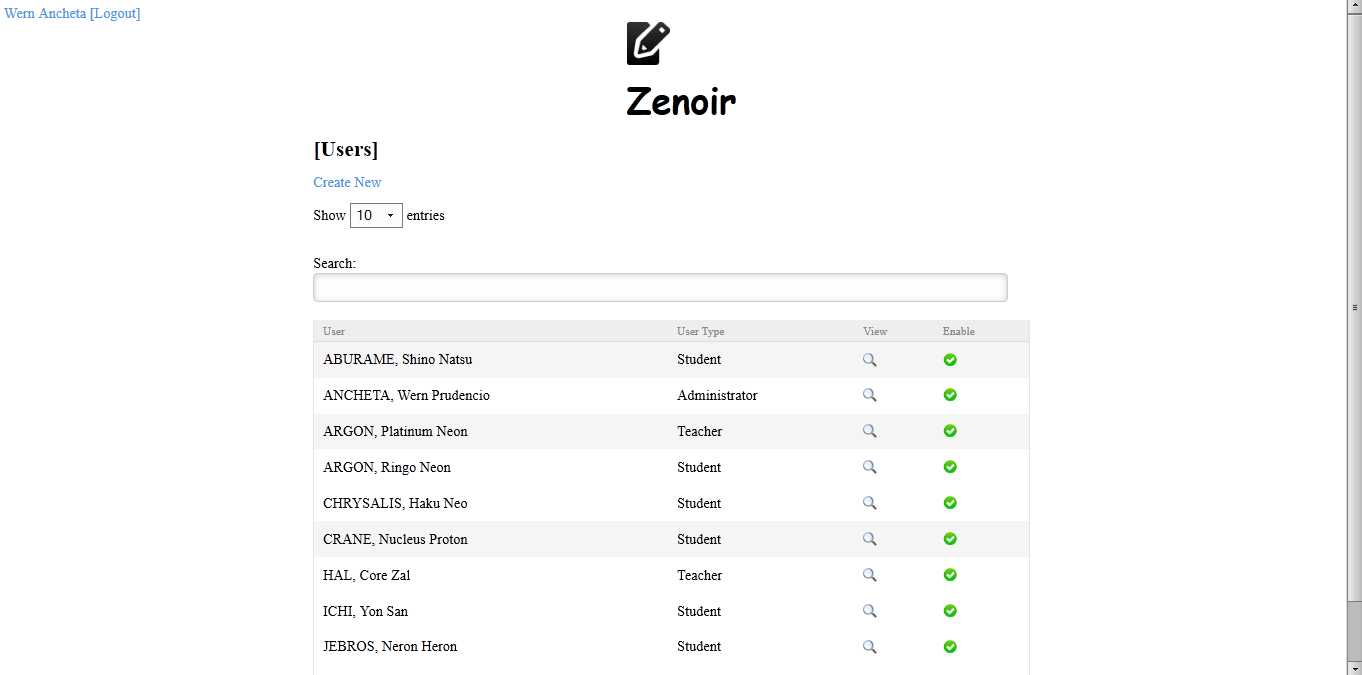 Wern Ancheta [Logout]
Zenoir
[Users]
Create New
Show 10 entries
Search:
User User Type View Enable
ABURAME, Shino Natsu Student
ANCHETA, Wern Prudencio Administrator
ARGON, Platinum Neon Teacher
ARGON, Ringo Neon Student
CHRYSALIS, Haku Neo Student
CRANE, Nucleus Proton Student
HAL, Core Zal Teacher
ICHI, Yon San Student
JEBROS, Neron Heron Student